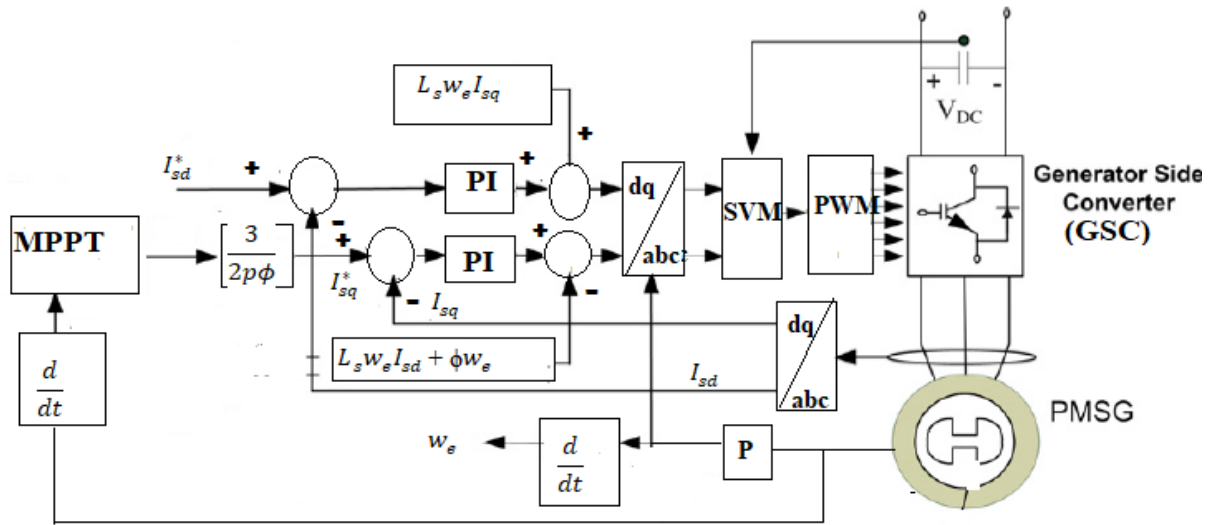 L_s w_e I_sq
+
-
V_DC
+
I*_sd
+
-
PI
+
dq
abc
SVM
PWM
Generator Side
Converter
(GSC)
MPPT
[3/2pϕ]
+
I*_sq
-
PI
+
-
I_sq
L_s w_e I_sd + ϕw_e
I_sd
dq
abc
d/dt
w_e
d/dt
P
PMSG